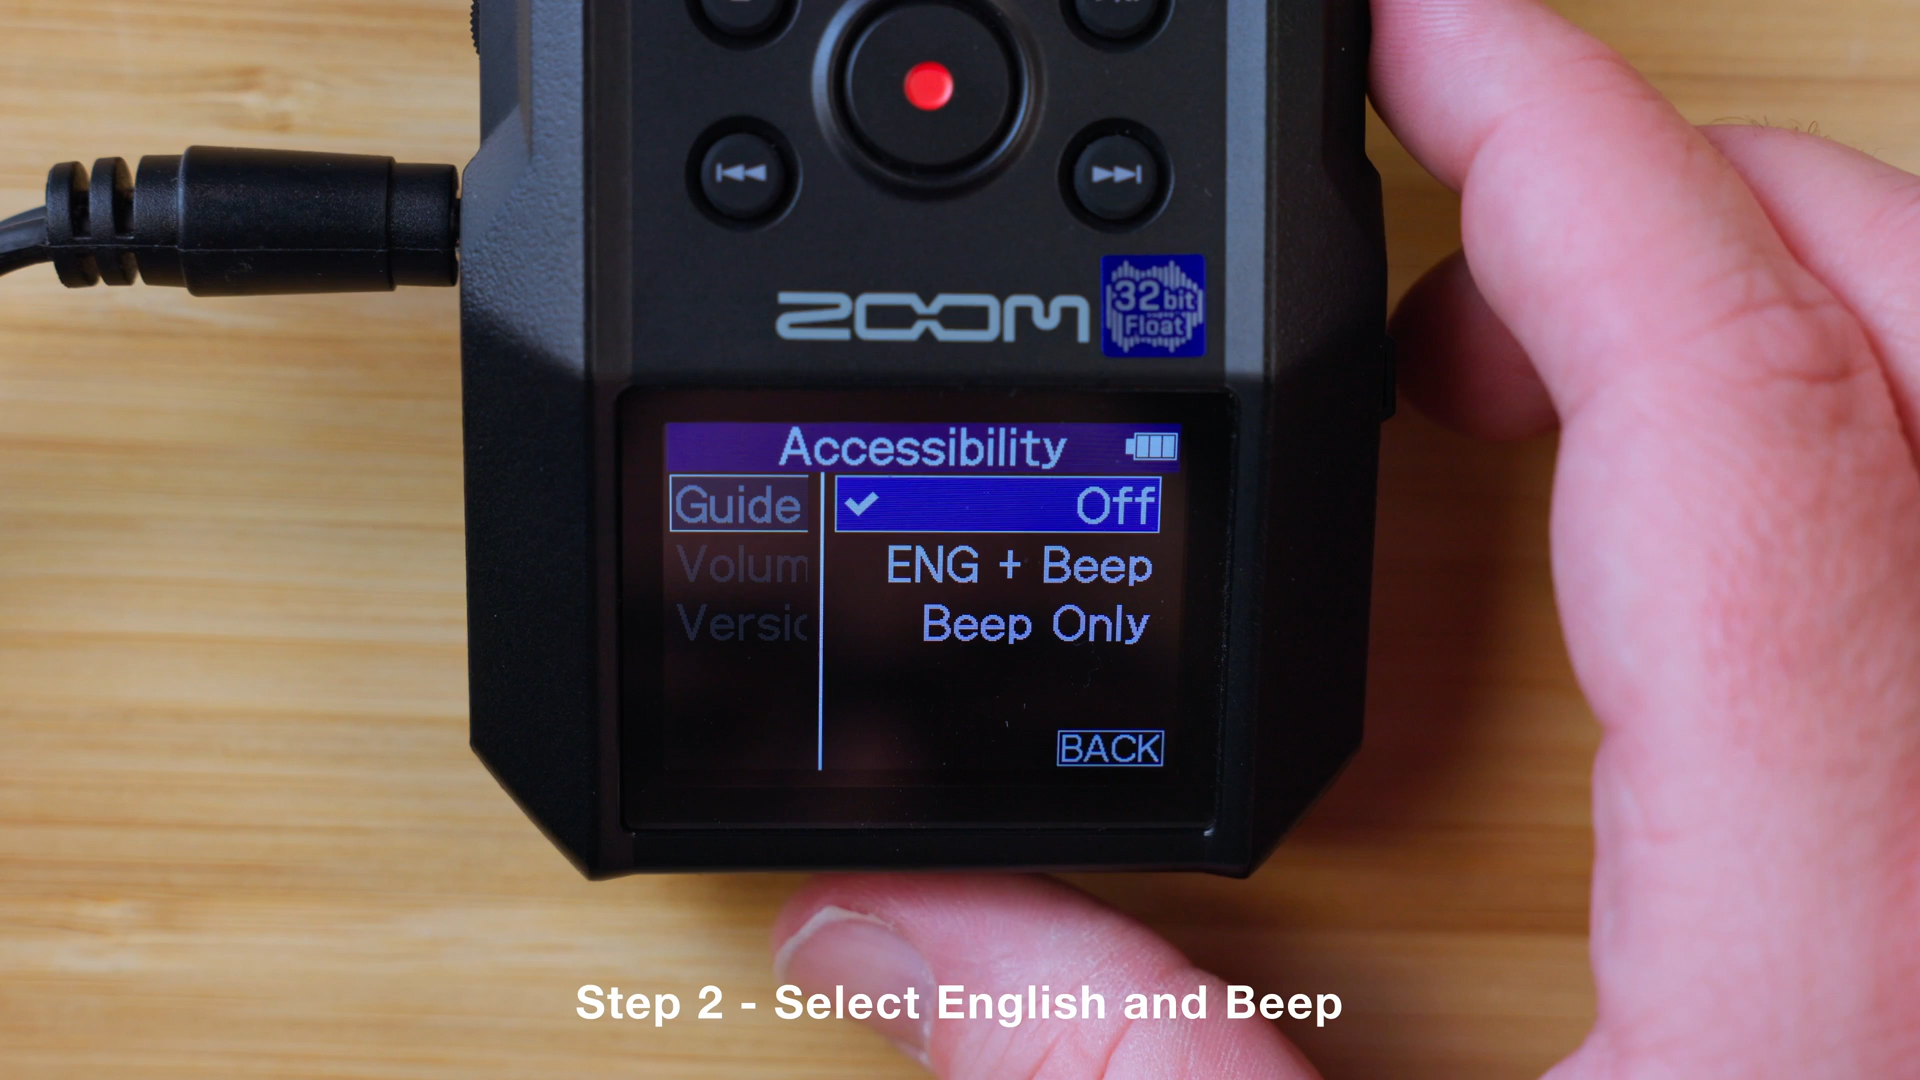 ZOOM
32bit
Float
Accessibility
Guide
Off
Volum
ENG + Beep
Versic
Beep Only
BACK
Step 2 - Select English and Beep